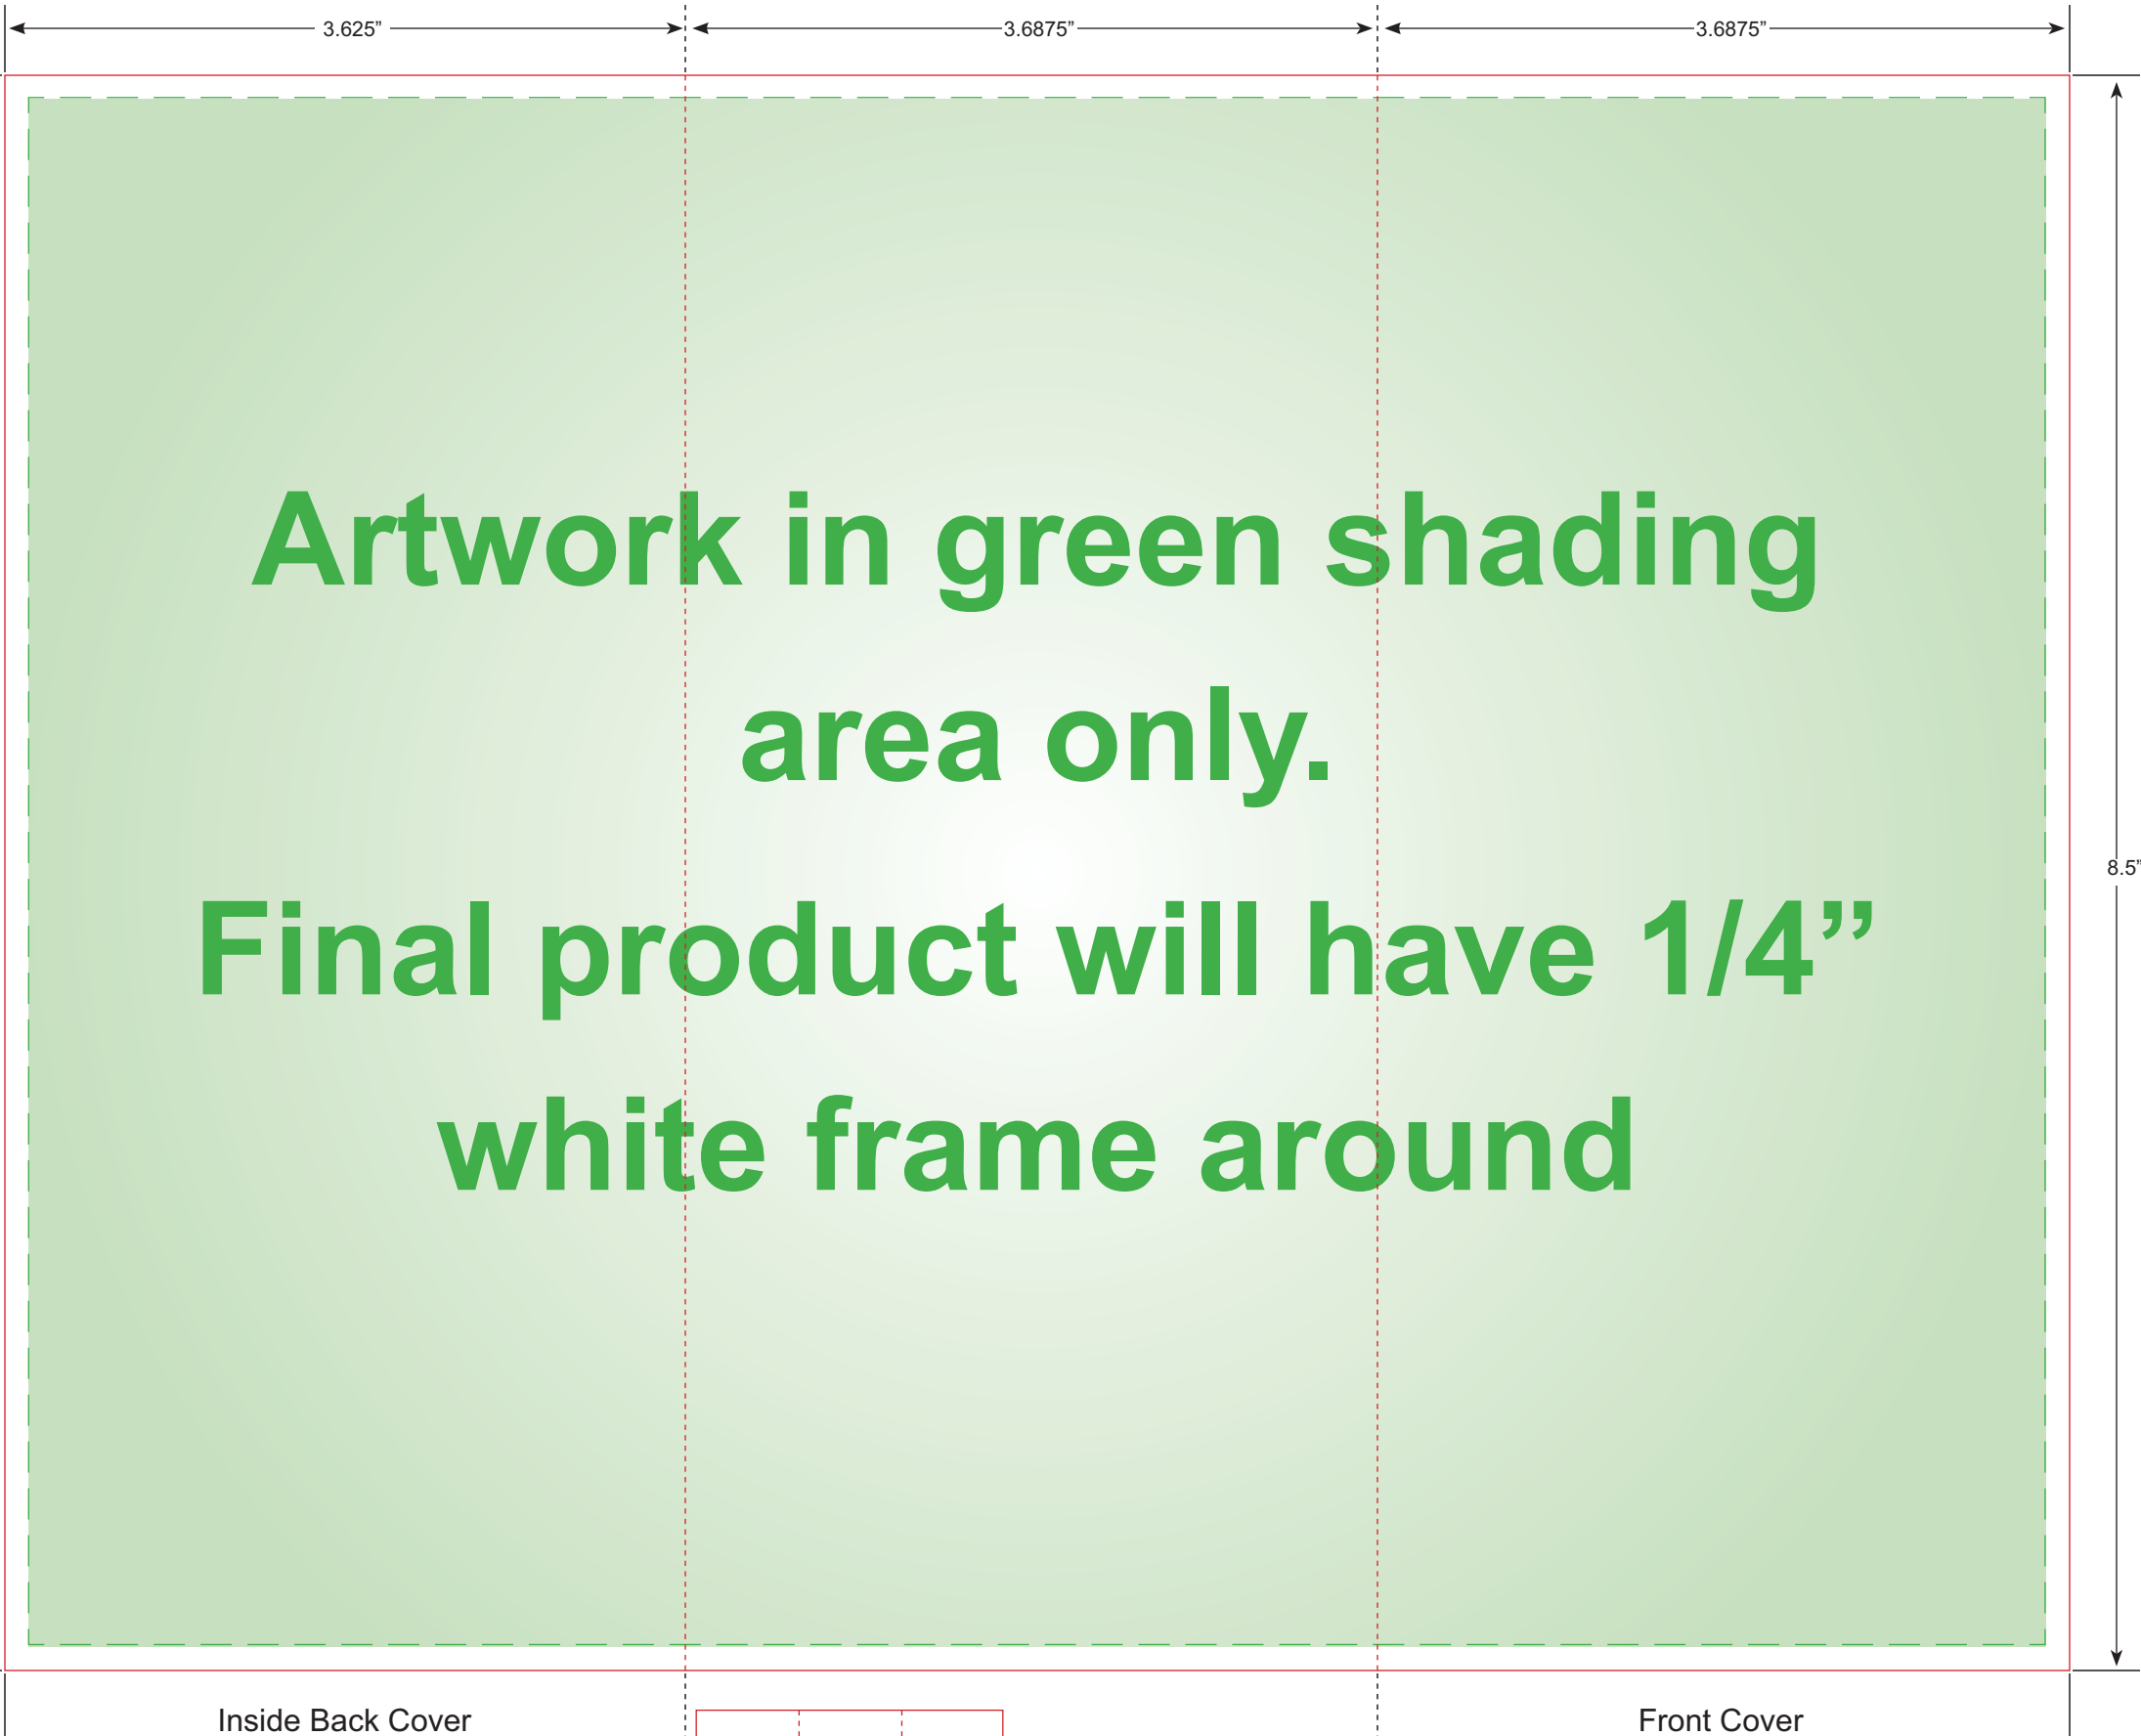 3.625” 3.6875” 3.6875”
Artwork in green shading
area only.
8.5”
Final product will have 1/4”
white frame around
Inside Back Cover Front Cover